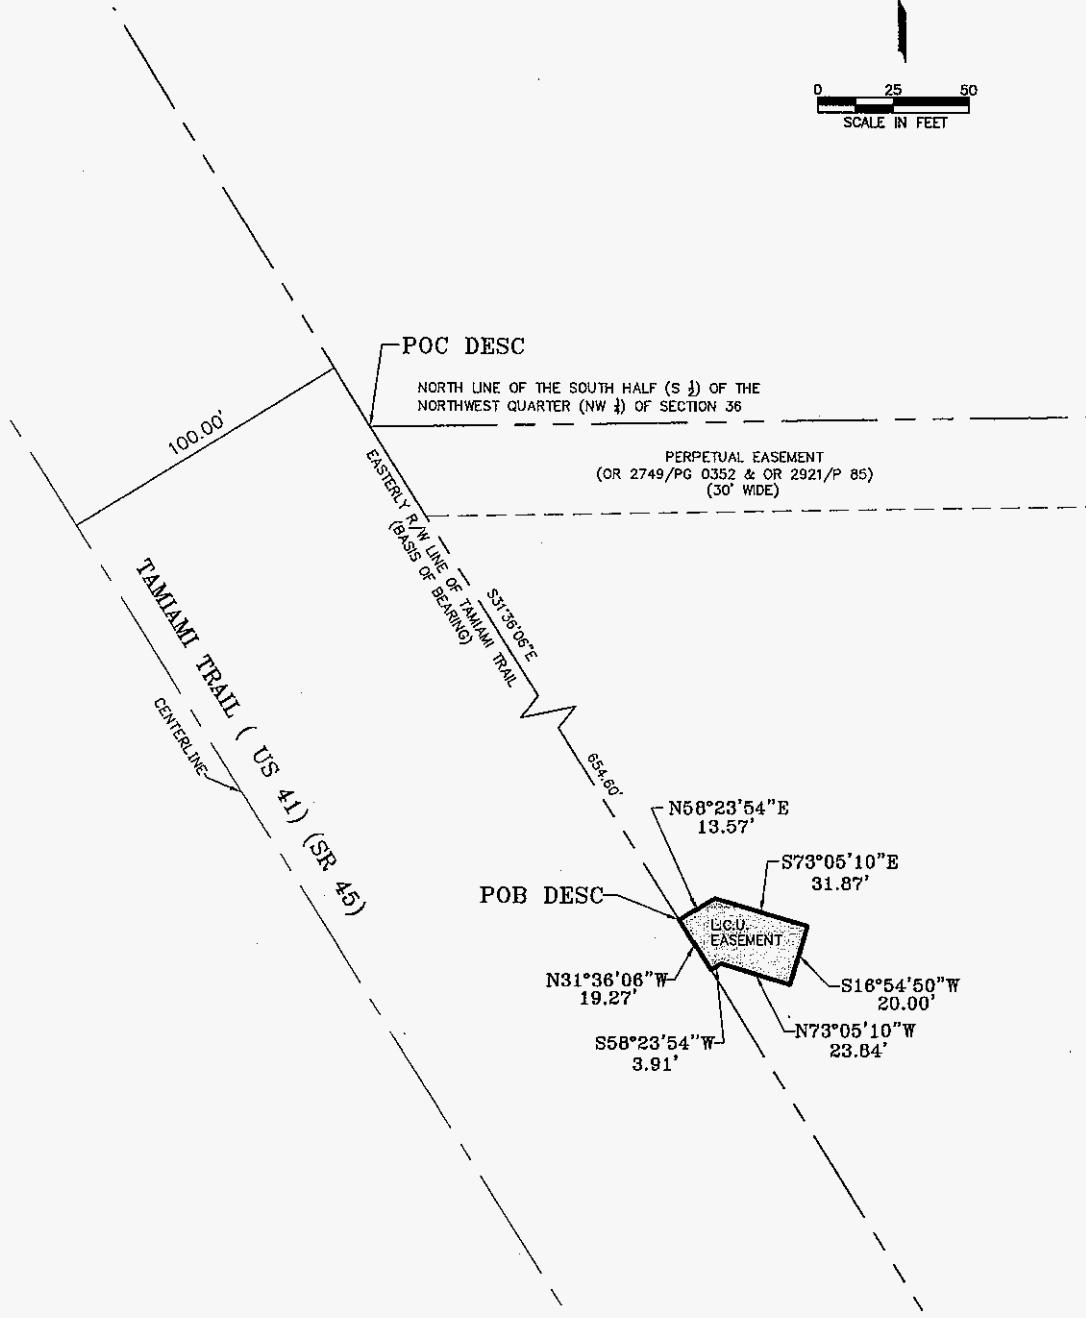 0 25 50
SCALE IN FEET
POC DESC
NORTH LINE OF THE SOUTH HALF (S ½) OF THE
NORTHWEST QUARTER (NW ¼) OF SECTION 36
100.00'
PERPETUAL EASEMENT
(OR 2749/PG 0352 & OR 2921/P 85)
(30' WIDE)
EASTERLY R/W LINE OF TAMIAMI TRAIL
(BASIS OF BEARING)
S31°36'06"E
TAMIAMI TRAIL ( US 41) (SR 45)
CENTERLINE
654.60'
N58°23'54"E
13.57'
S73°05'10"E
31.87'
POB DESC
L.C.U.
EASEMENT
N31°36'06"W
19.27'
S16°54'50"W
20.00'
S58°23'54"W
3.91'
N73°05'10"W
23.84'